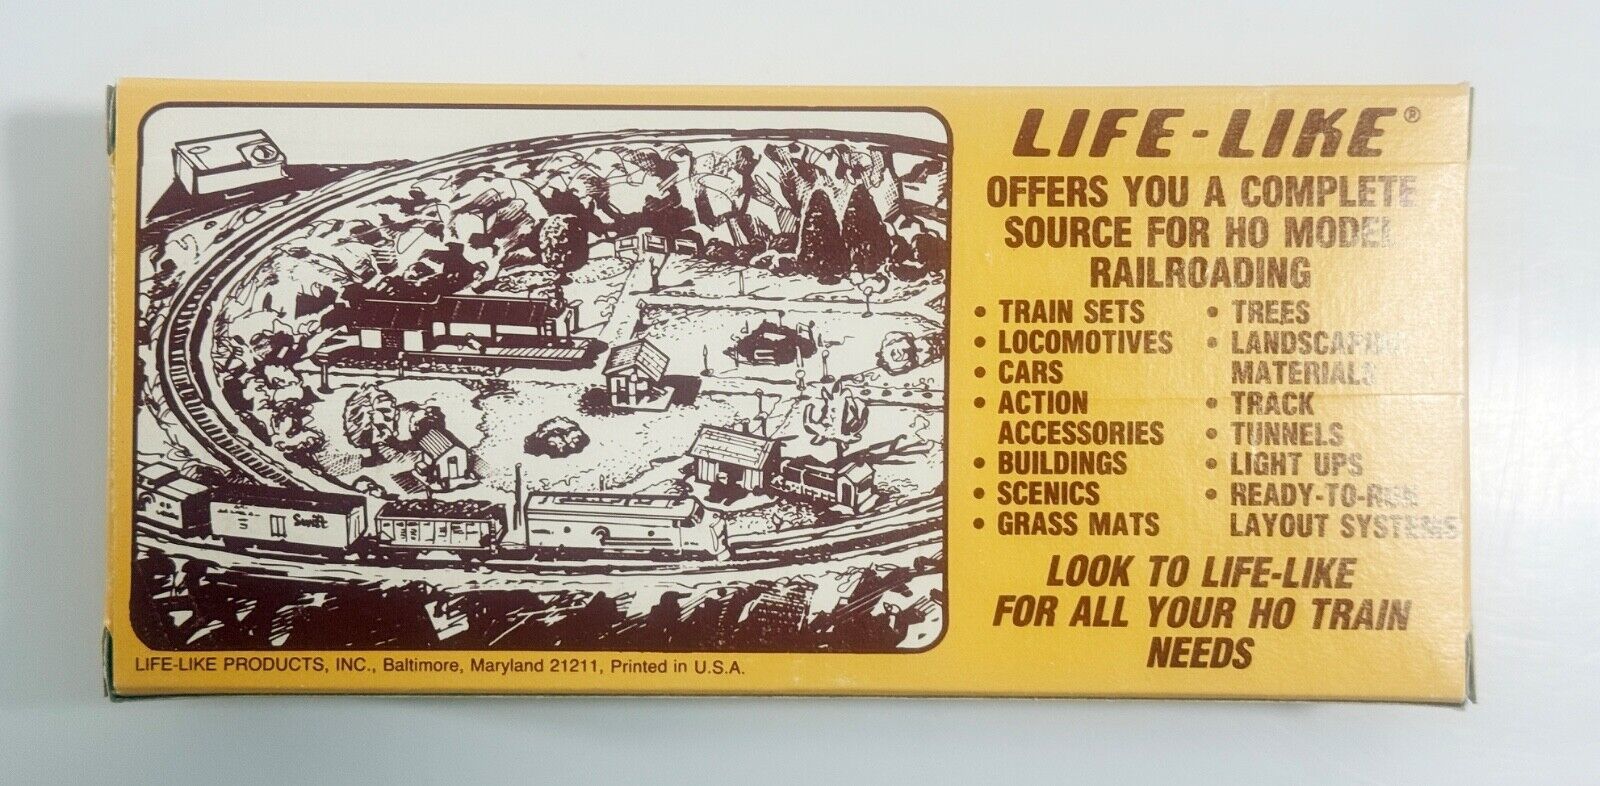 Swift
LIFE-LIKE PRODUCTS, INC., Baltimore, Maryland 21211, Printed in U.S.A.
LIFE-LIKE®
OFFERS YOU A COMPLETE
SOURCE FOR HO MODEL
RAILROADING
• TRAIN SETS
• LOCOMOTIVES
• CARS
• ACTION
ACCESSORIES
• BUILDINGS
• SCENICS
• GRASS MATS
• TREES
• LANDSCAPING
MATERIALS
• TRACK
• TUNNELS
• LIGHT UPS
• READY-TO-RUN
LAYOUT SYSTEMS
LOOK TO LIFE-LIKE
FOR ALL YOUR HO TRAIN
NEEDS